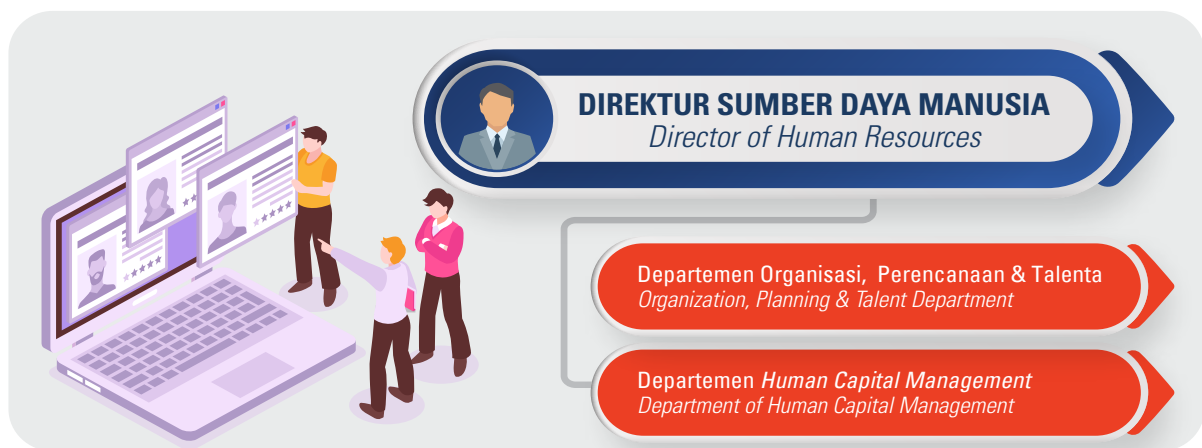 DIREKTUR SUMBER DAYA MANUSIA
Director of Human Resources
Departemen Organisasi, Perencanaan & Talenta
Organization, Planning & Talent Department
Departemen Human Capital Management
Department of Human Capital Management